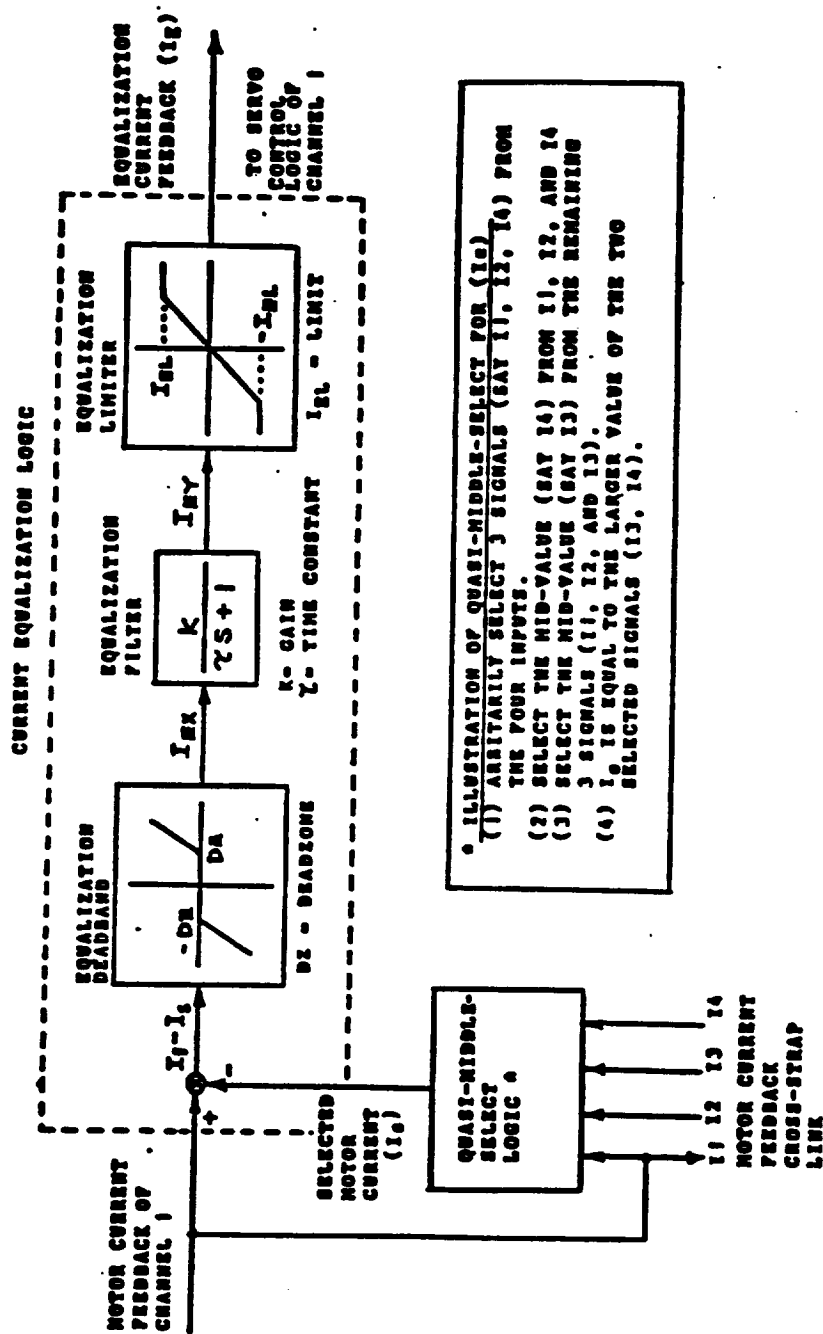 CURRENT EQUALIZATION LOGIC
MOTOR CURRENT
FEEDBACK OF
CHANNEL 1
+
-
I1-Is
EQUALIZATION
DEADBAND
-DZ
DZ
DZ = DEADZONE
IEX
EQUALIZATION
FILTER
K
τS+1
K= GAIN
τ= TIME CONSTANT
IEY
EQUALIZATION
LIMITER
IEL
-IEL
IEL = LIMIT
EQUALIZATION
CURRENT
FEEDBACK (IE)
TO SERVO
CONTROL
LOGIC OF
CHANNEL 1
SELECTED
MOTOR
CURRENT
(Is)
QUASI-MIDDLE-
SELECT
LOGIC *
I1 I2 I3 I4
MOTOR CURRENT
FEEDBACK
CROSS-STRAP
LINK
* ILLUSTRATION OF QUASI-MIDDLE-SELECT FOR (Is)
(1) ARBITARILY SELECT 3 SIGNALS (SAY I1, I2, I4) FROM
THE FOUR INPUTS.
(2) SELECT THE MID-VALUE (SAY I4) FROM I1, I2, AND I4
(3) SELECT THE MID-VALUE (SAY I3) FROM THE REMAINING
3 SIGNALS (I1, I2, AND I3).
(4) Is IS EQUAL TO THE LARGER VALUE OF THE TWO
SELECTED SIGNALS (I3, I4).